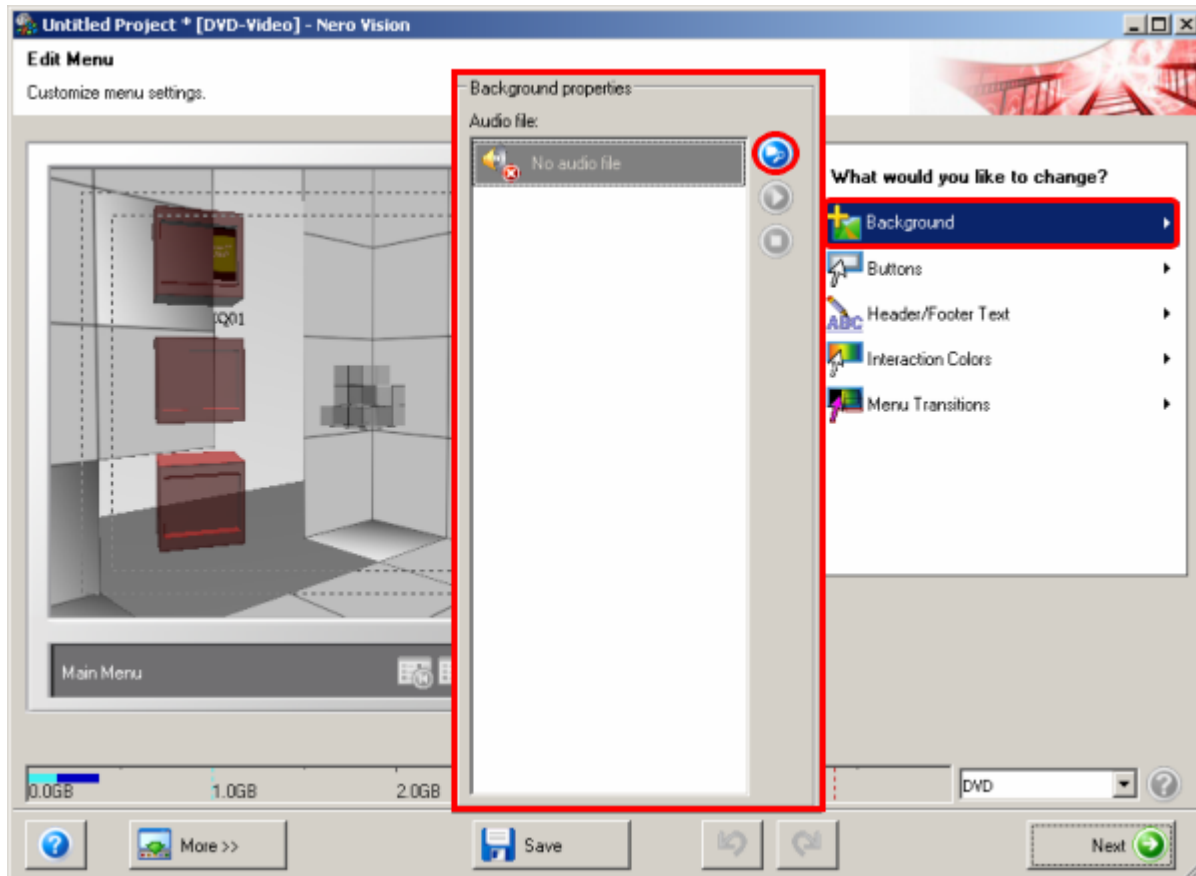 Untitled Project * [DVD-Video] - Nero Vision
Edit Menu
Customize menu settings.
Background properties
Audio file:
No audio file
What would you like to change?
Background
Buttons
ABC
Header/Footer Text
Interaction Colors
Menu Transitions
Main Menu
0.0GB
1.0GB
2.0GB
DVD
More >>
Save
Next